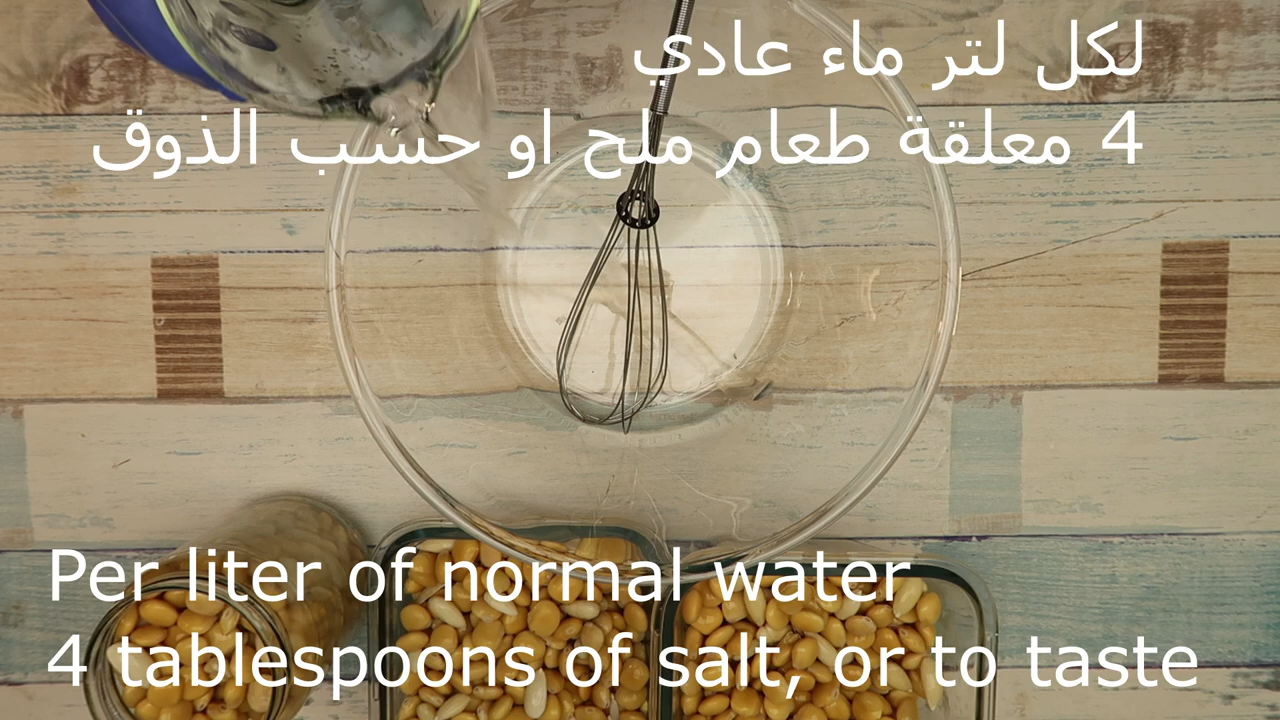 لكل لتر ماء عادي
4 معلقة طعام ملح او حسب الذوق
Per liter of normal water
4 tablespoons of salt, or to taste